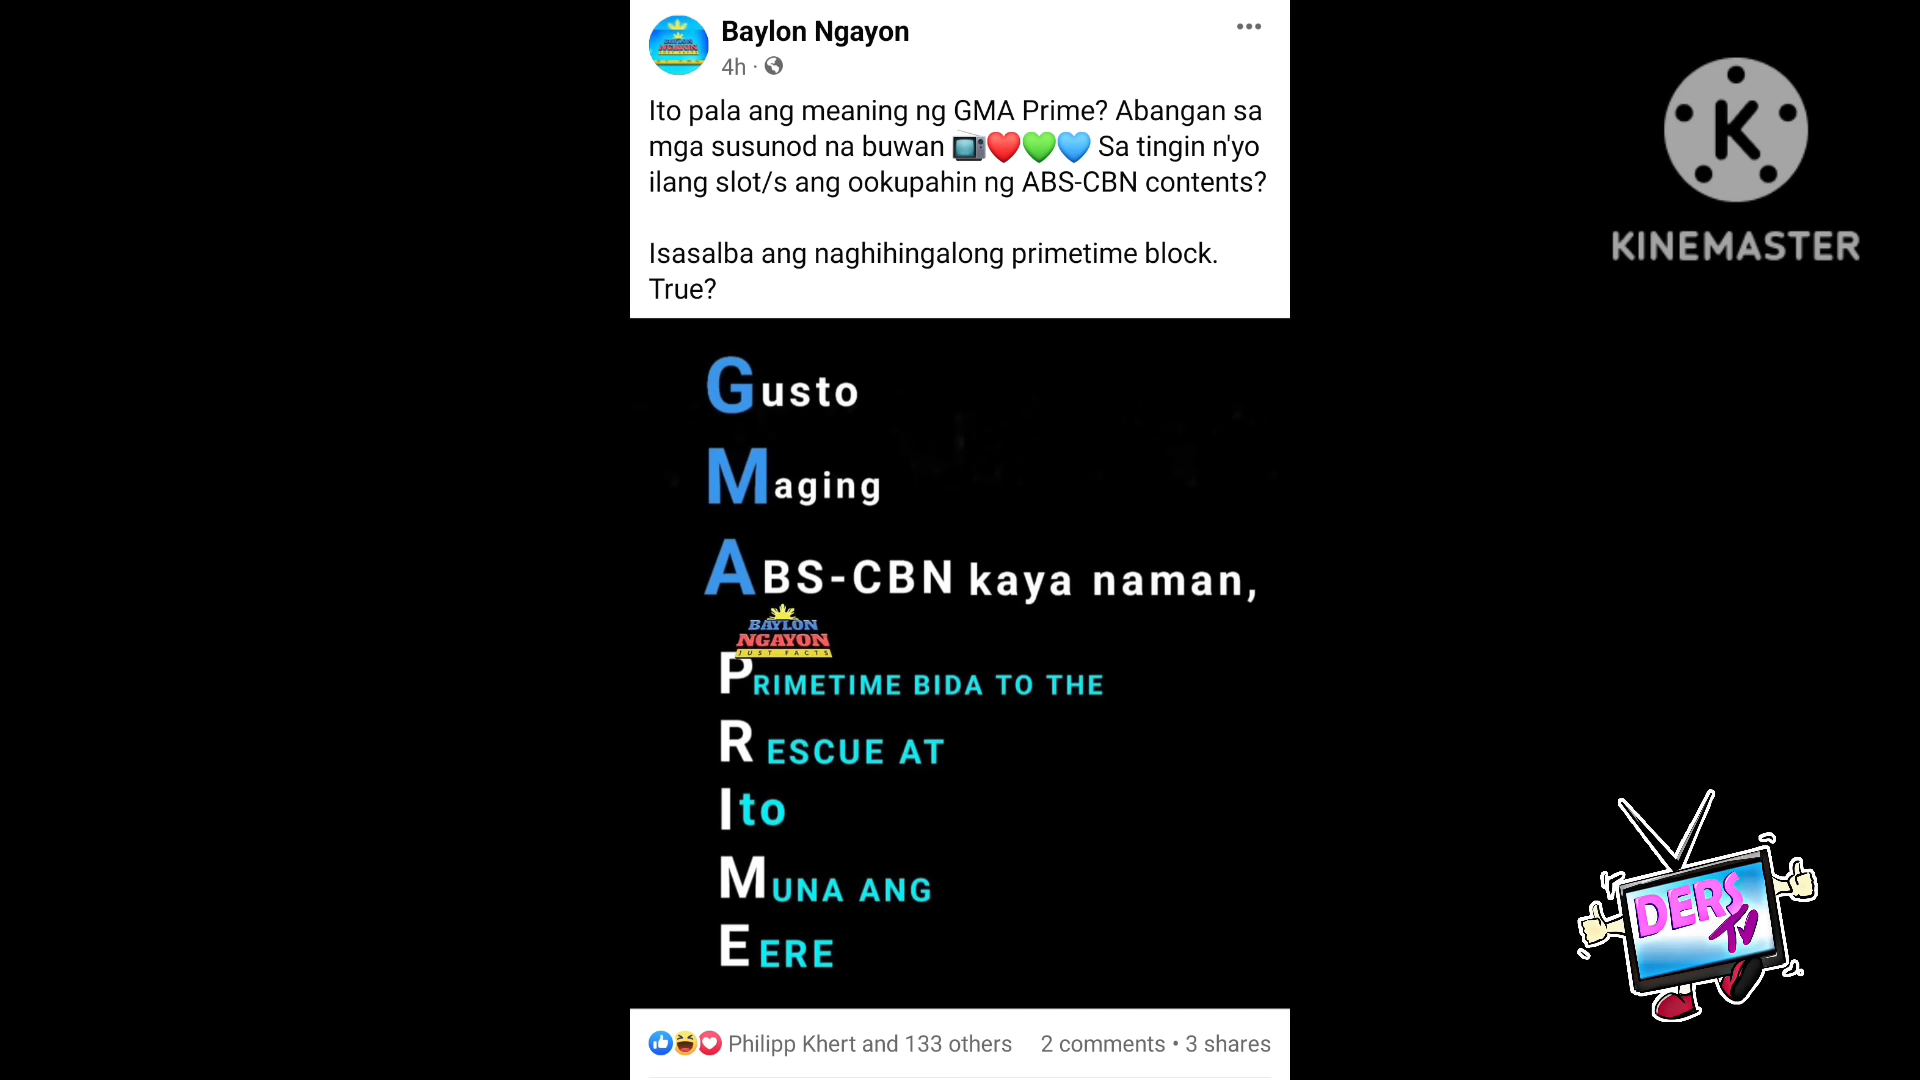 Baylon Ngayon
4h ·
Ito pala ang meaning ng GMA Prime? Abangan sa
mga susunod na buwan 📺❤️💚💙 Sa tingin n'yo
ilang slot/s ang ookupahin ng ABS-CBN contents?
Isasalba ang naghihingalong primetime block.
True?
Gusto
Maging
ABS-CBN kaya naman,
BAYLON
NGAYON
JUST FACTS
PRIMETIME BIDA TO THE
RESCUE AT
Ito
MUNA ANG
EERE
Philipp Khert and 133 others 2 comments • 3 shares
K
KINEMASTER
DERS
TV